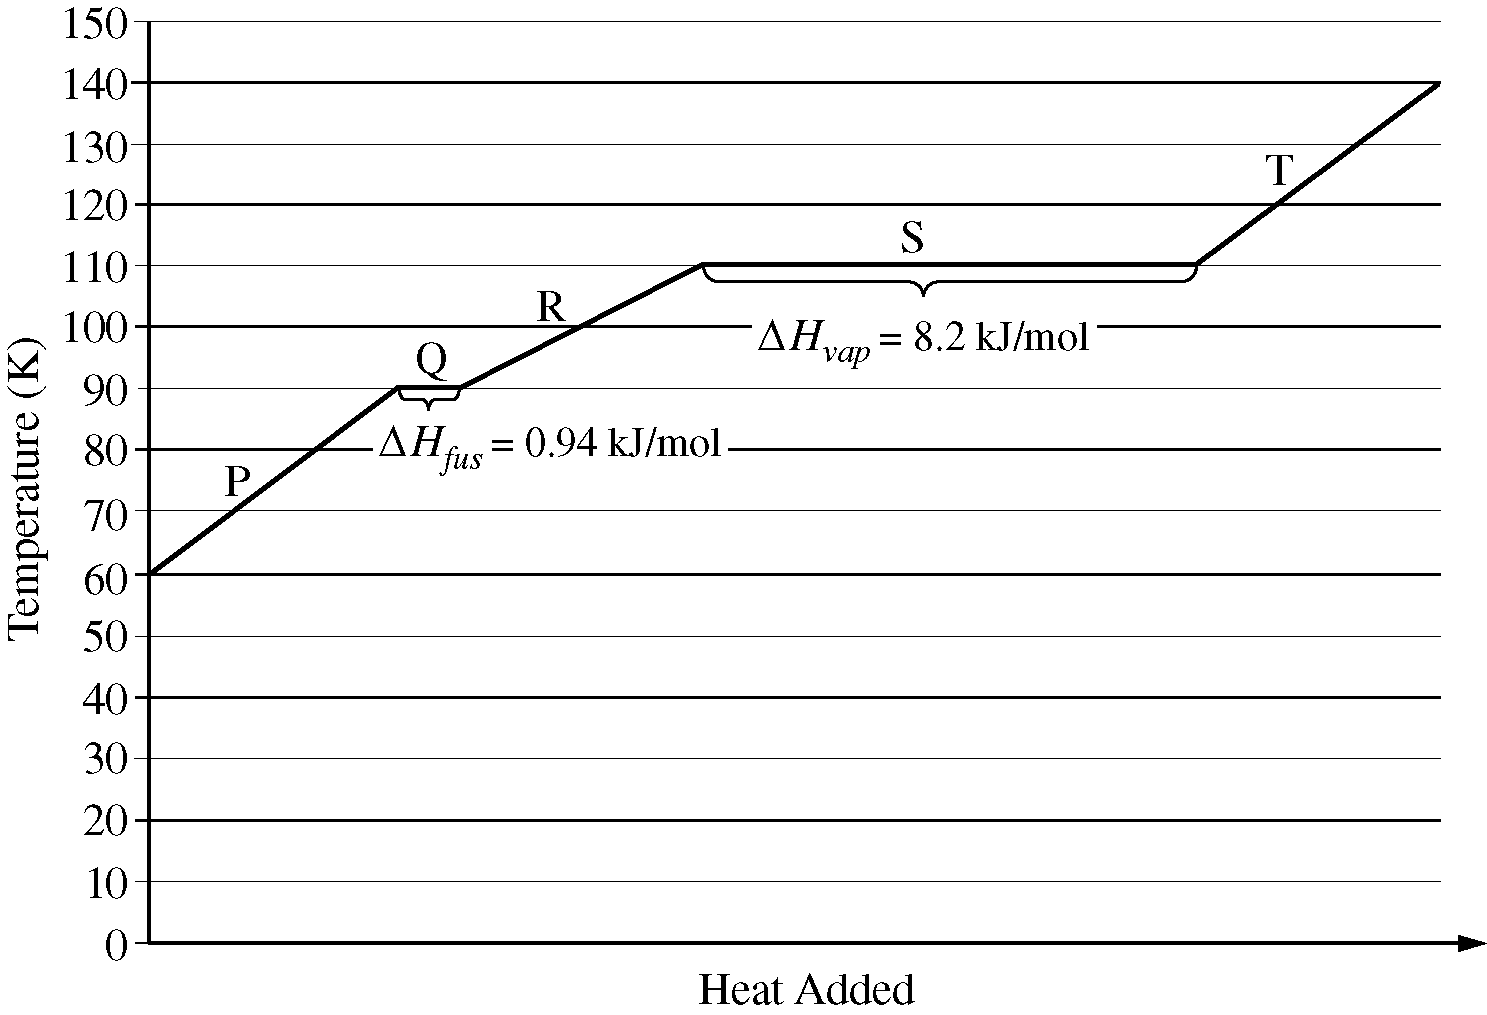 150
140
130
120
110
100
90
80
70
60
50
40
30
20
10
0
Temperature (K)
P
Q
R
S
T
ΔHvap = 8.2 kJ/mol
ΔHfus = 0.94 kJ/mol
Heat Added